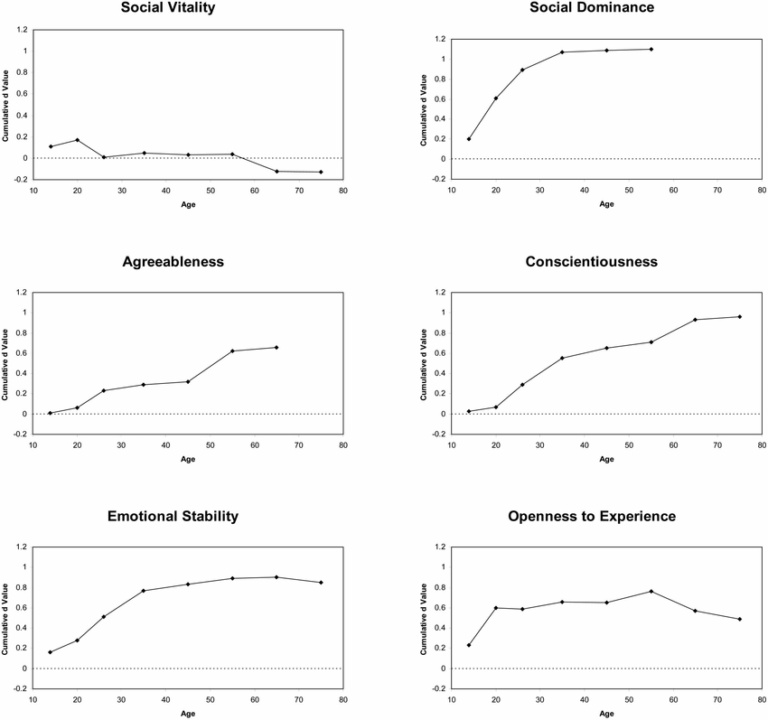 Social Vitality
1.2
1
0.8
0.6
0.4
0.2
0
-0.2
Cumulative d Value
10 20 30 40 50 60 70 80
Age
Social Dominance
1.2
1
0.8
0.6
0.4
0.2
0
-0.2
Cumulative d Value
10 20 30 40 50 60 70 80
Age
Agreeableness
1.2
1
0.8
0.6
0.4
0.2
0
-0.2
Cumulative d Value
10 20 30 40 50 60 70 80
Age
Conscientiousness
1.2
1
0.8
0.6
0.4
0.2
0
-0.2
Cumulative d Value
10 20 30 40 50 60 70 80
Age
Emotional Stability
1.2
1
0.8
0.6
0.4
0.2
0
-0.2
Cumulative d Value
10 20 30 40 50 60 70 80
Age
Openness to Experience
1.2
1
0.8
0.6
0.4
0.2
0
-0.2
Cumulative d Value
10 20 30 40 50 60 70 80
Age